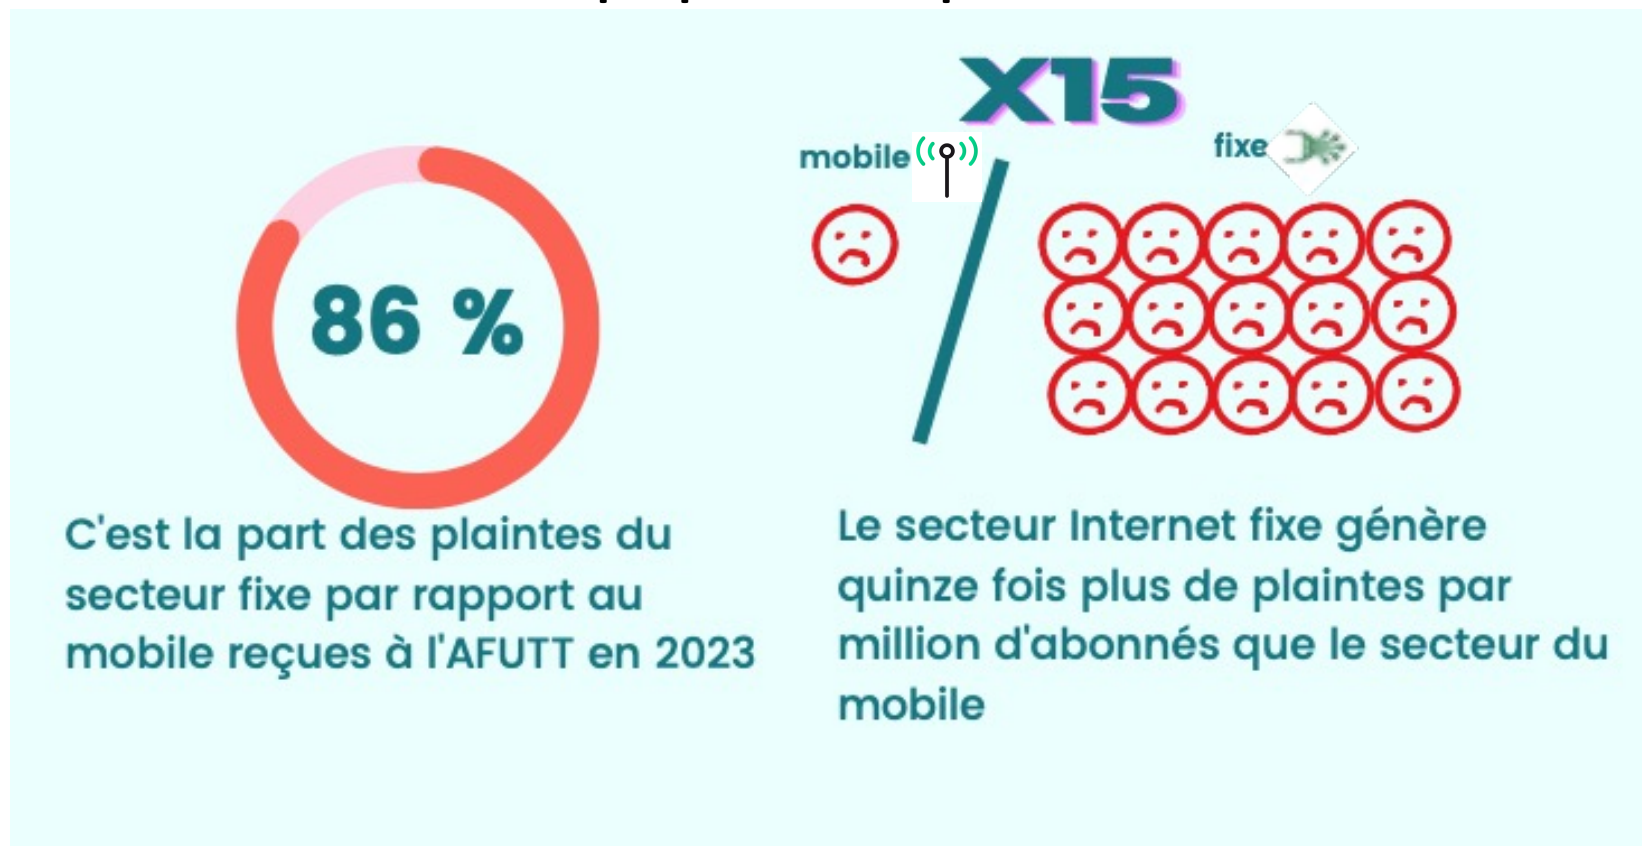 86 %
C'est la part des plaintes du
secteur fixe par rapport au
mobile reçues à l'AFUTT en 2023
X15
mobile
fixe
Le secteur Internet fixe génère
quinze fois plus de plaintes par
million d'abonnés que le secteur du
mobile